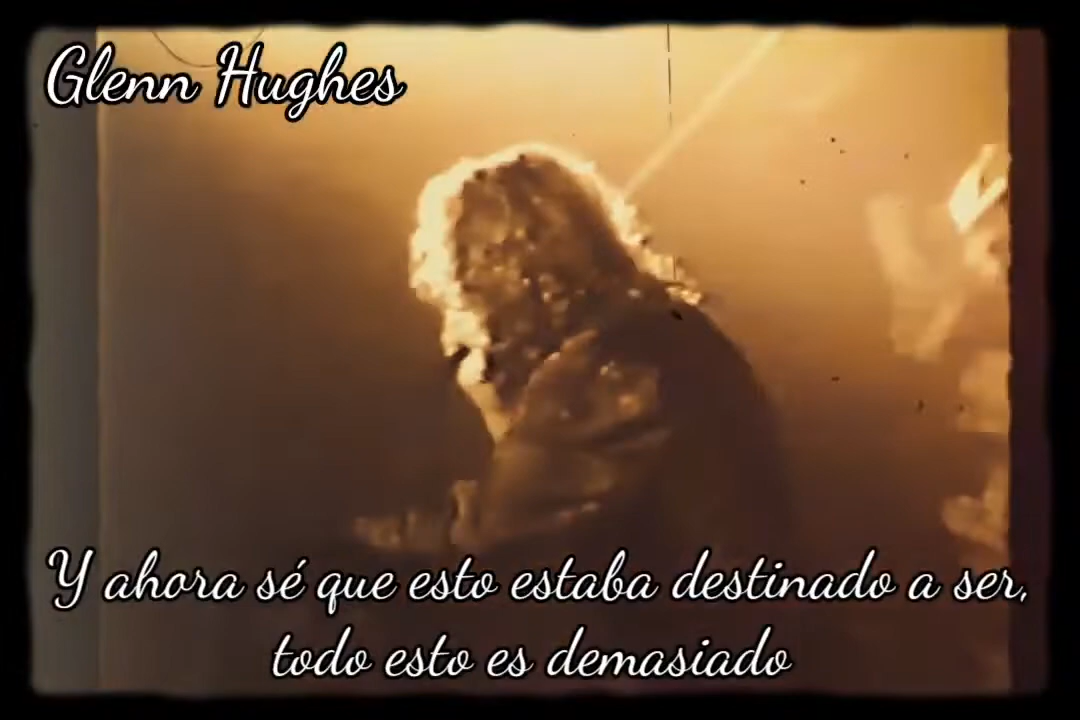 Glenn Hughes
Y ahora sé que esto estaba destinado a ser,
todo esto es demasiado